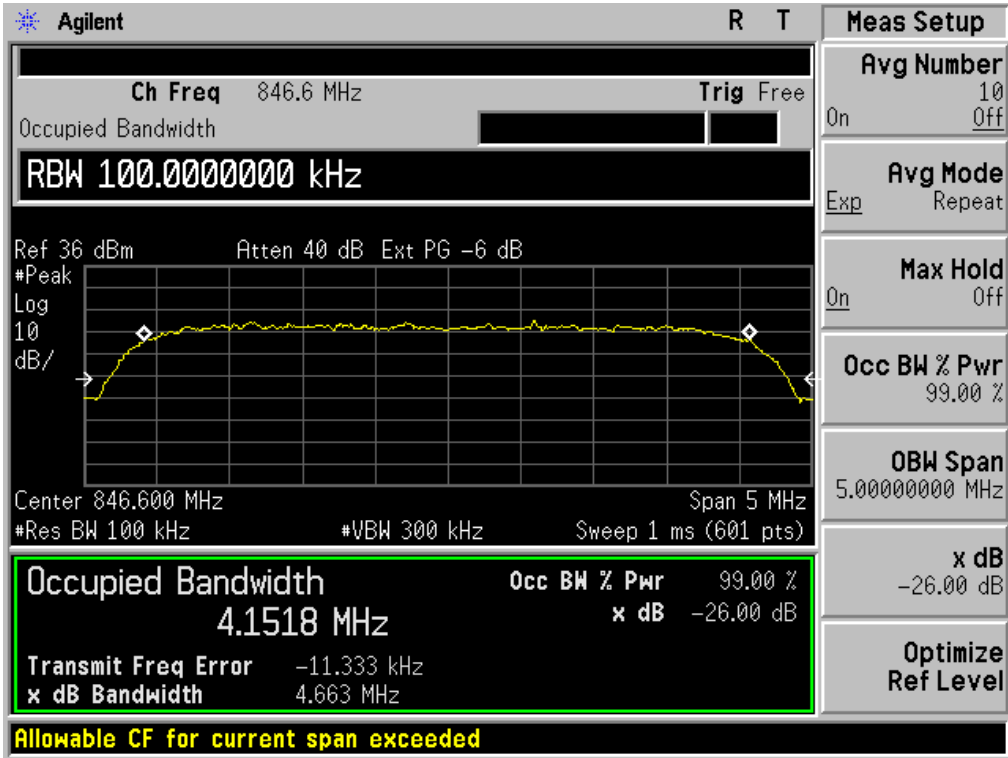 Agilent R T
Ch Freq 846.6 MHz Trig Free
Occupied Bandwidth
RBW 100.0000000 kHz
Ref 36 dBm Atten 40 dB Ext PG -6 dB
#Peak
Log
10
dB/
Center 846.600 MHz Span 5 MHz
#Res BW 100 kHz #VBW 300 kHz Sweep 1 ms (601 pts)
Occupied Bandwidth Occ BW % Pwr 99.00 %
4.1518 MHz x dB -26.00 dB
Transmit Freq Error -11.333 kHz
x dB Bandwidth 4.663 MHz
Allowable CF for current span exceeded
Meas Setup
Avg Number
10
On Off
Avg Mode
Exp Repeat
Max Hold
On Off
Occ BW % Pwr
99.00 %
OBW Span
5.00000000 MHz
x dB
-26.00 dB
Optimize
Ref Level